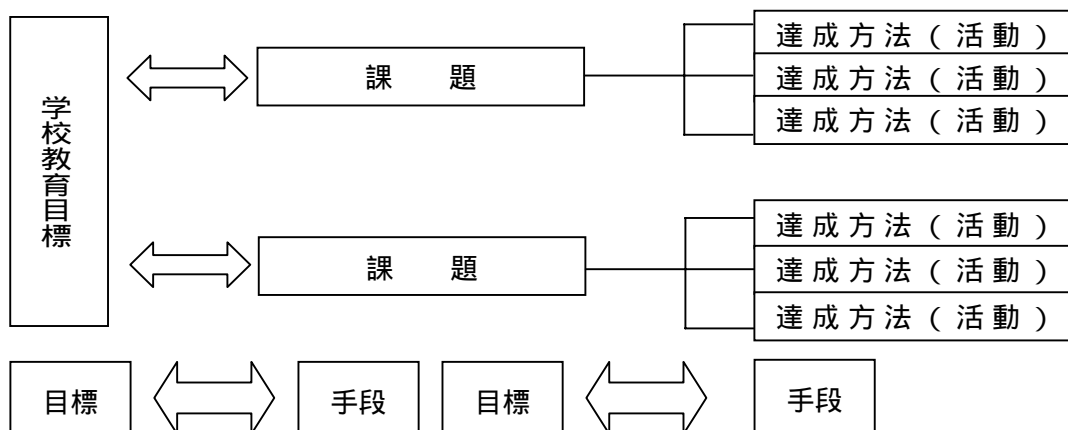 学校教育目標
課題
達成方法(活動)
達成方法(活動)
達成方法(活動)
課題
達成方法(活動)
達成方法(活動)
達成方法(活動)
目標
手段
目標
手段